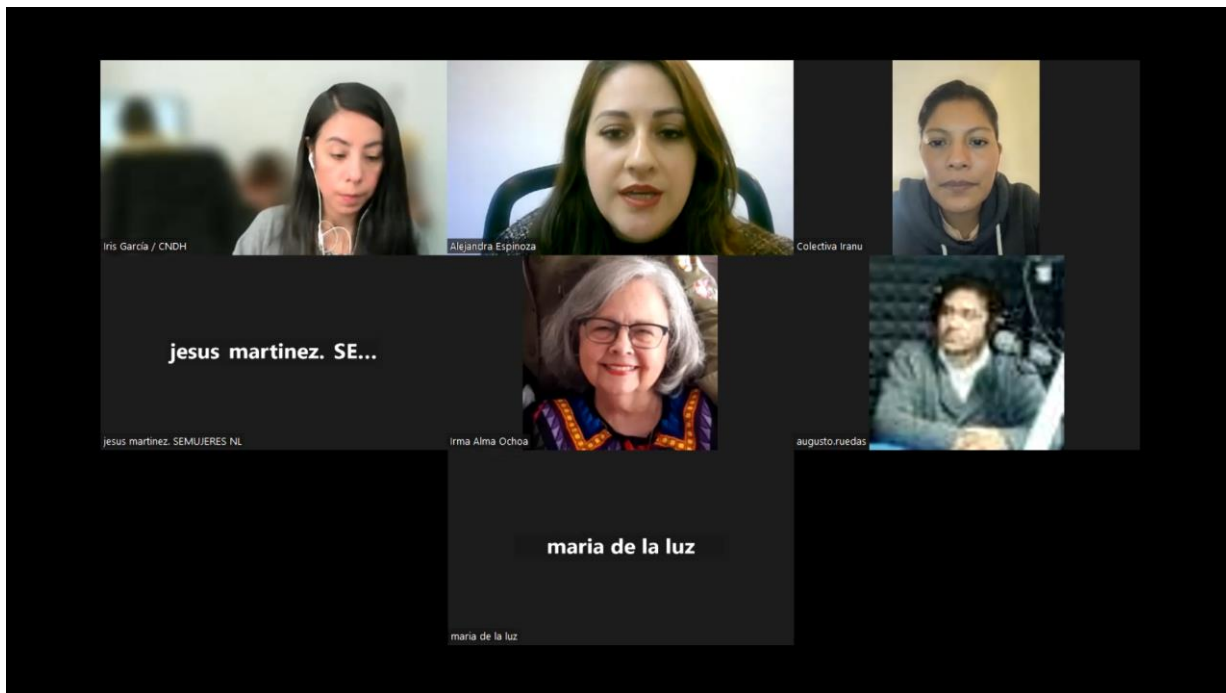 Iris García / CNDH
Alejandra Espinoza
Colectiva Iranu
jesus martinez. SE...
jesus martinez. SEMUJERES NL
Irma Alma Ochoa
augusto.ruedas
maria de la luz
maria de la luz